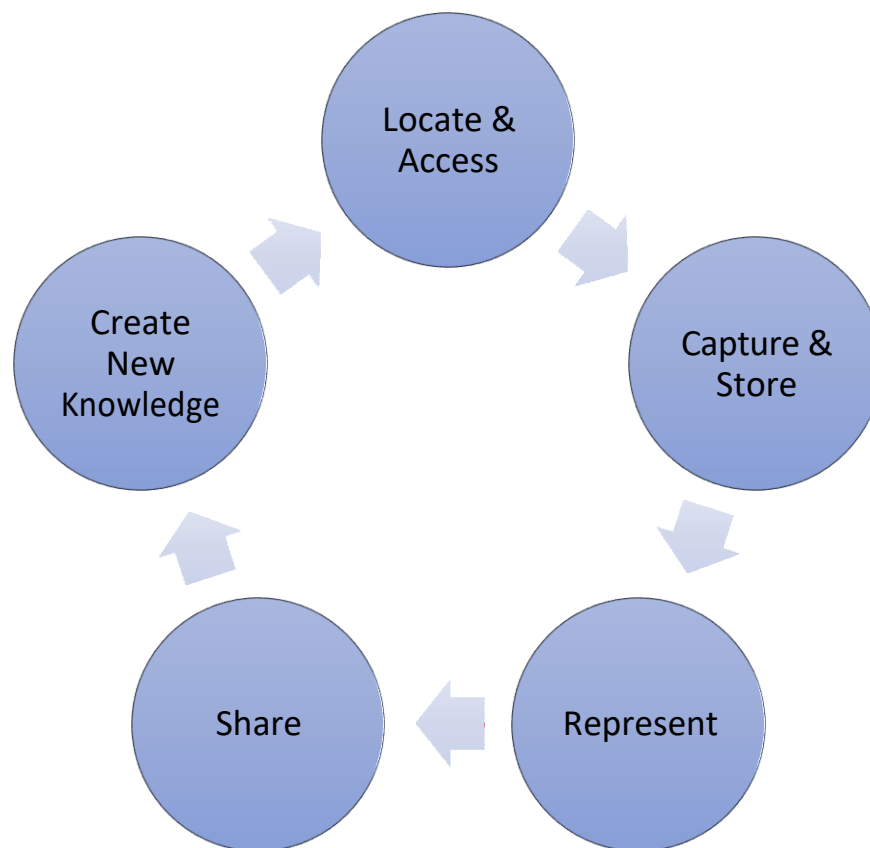 Locate &
Access
Capture &
Store
Represent
Share
Create
New
Knowledge